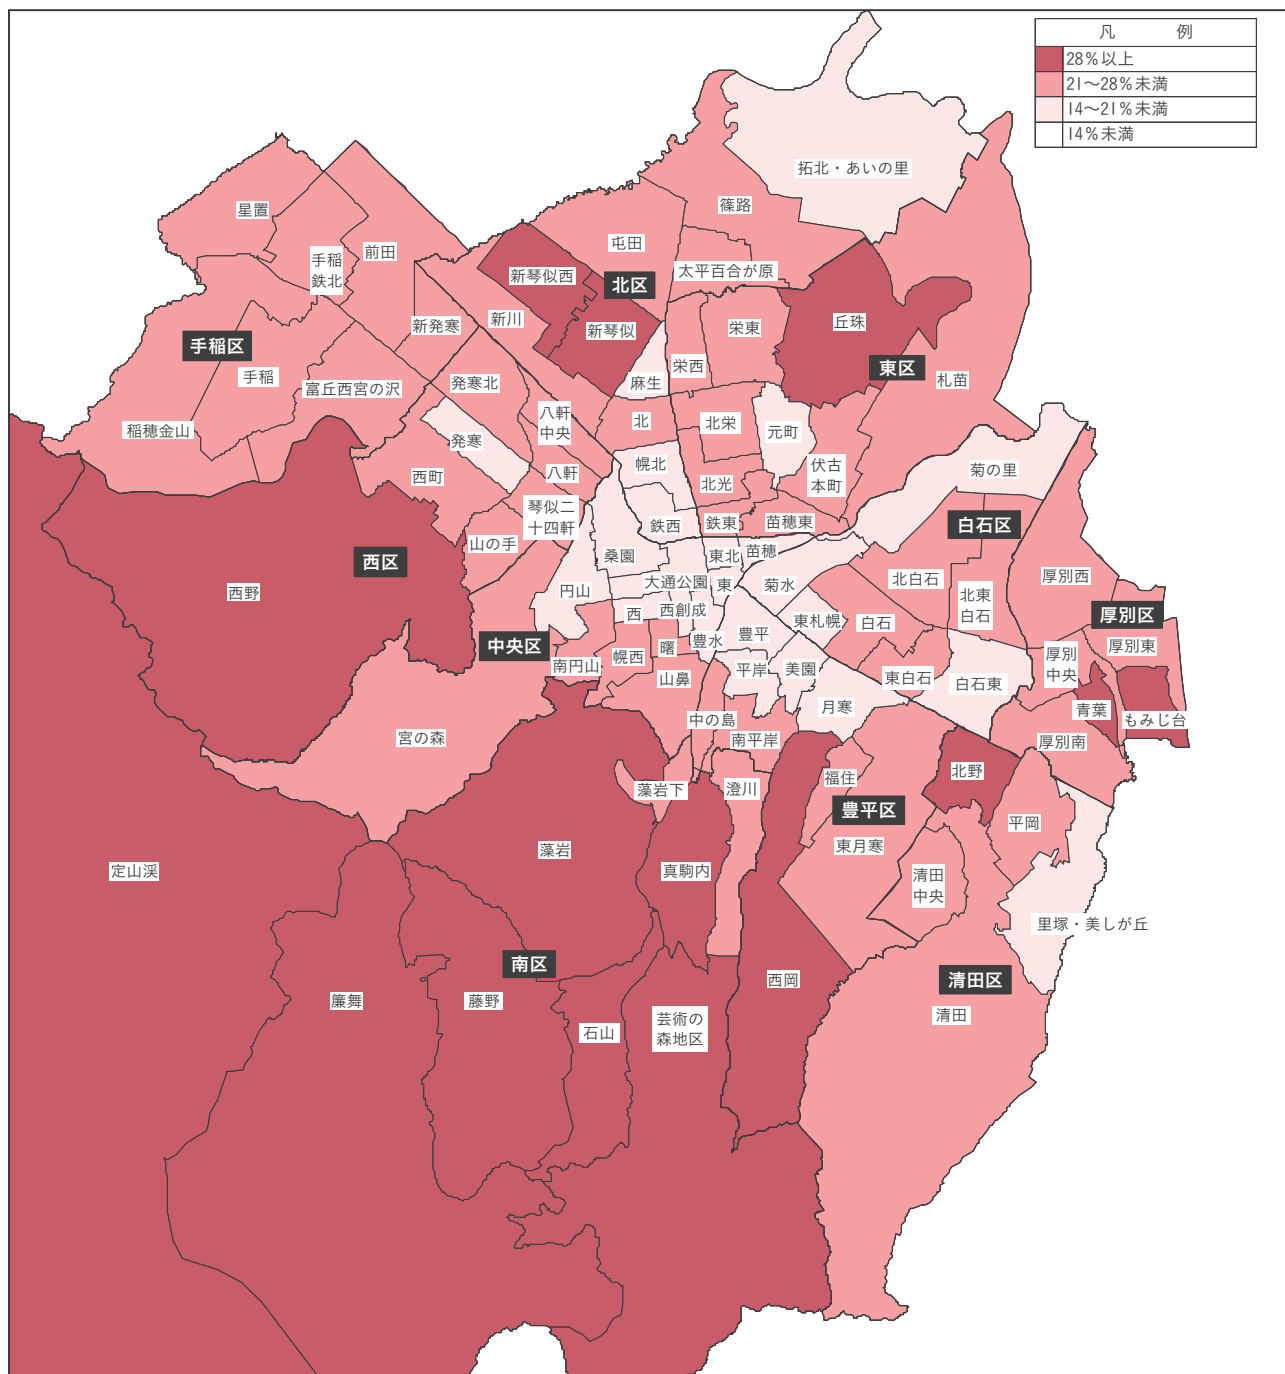 凡　例
28％以上
21〜28％未満
14〜21％未満
14％未満
拓北・あいの里
星置
篠路
手稲
鉄北
前田
屯田
太平百合が原
新琴似西
北区
新発寒
新川
新琴似
栄東
丘珠
手稲区
手稲
富丘西宮の沢
発寒北
麻生
栄西
東区
札苗
稲穂金山
発寒
八軒
中央
北
北栄
元町
伏古
本町
菊の里
西町
八軒
幌北
北光
琴似二
十四軒
鉄西
鉄東
苗穂東
白石区
山の手
桑園
東北
苗穂
西区
西野
円山
大通公園
東
菊水
北白石
北東
白石
厚別西
西
西創成
東札幌
白石
厚別区
中央区
南円山
幌西
曙
豊水
豊平
厚別
中央
厚別東
山鼻
平岸
美園
東白石
白石東
宮の森
中の島
南平岸
月寒
青葉
もみじ台
厚別南
藻岩下
澄川
福住
北野
豊平区
平岡
藻岩
東月寒
定山渓
真駒内
清田
中央
里塚・美しが丘
南区
西岡
清田区
簾舞
藤野
石山
芸術の
森地区
清田